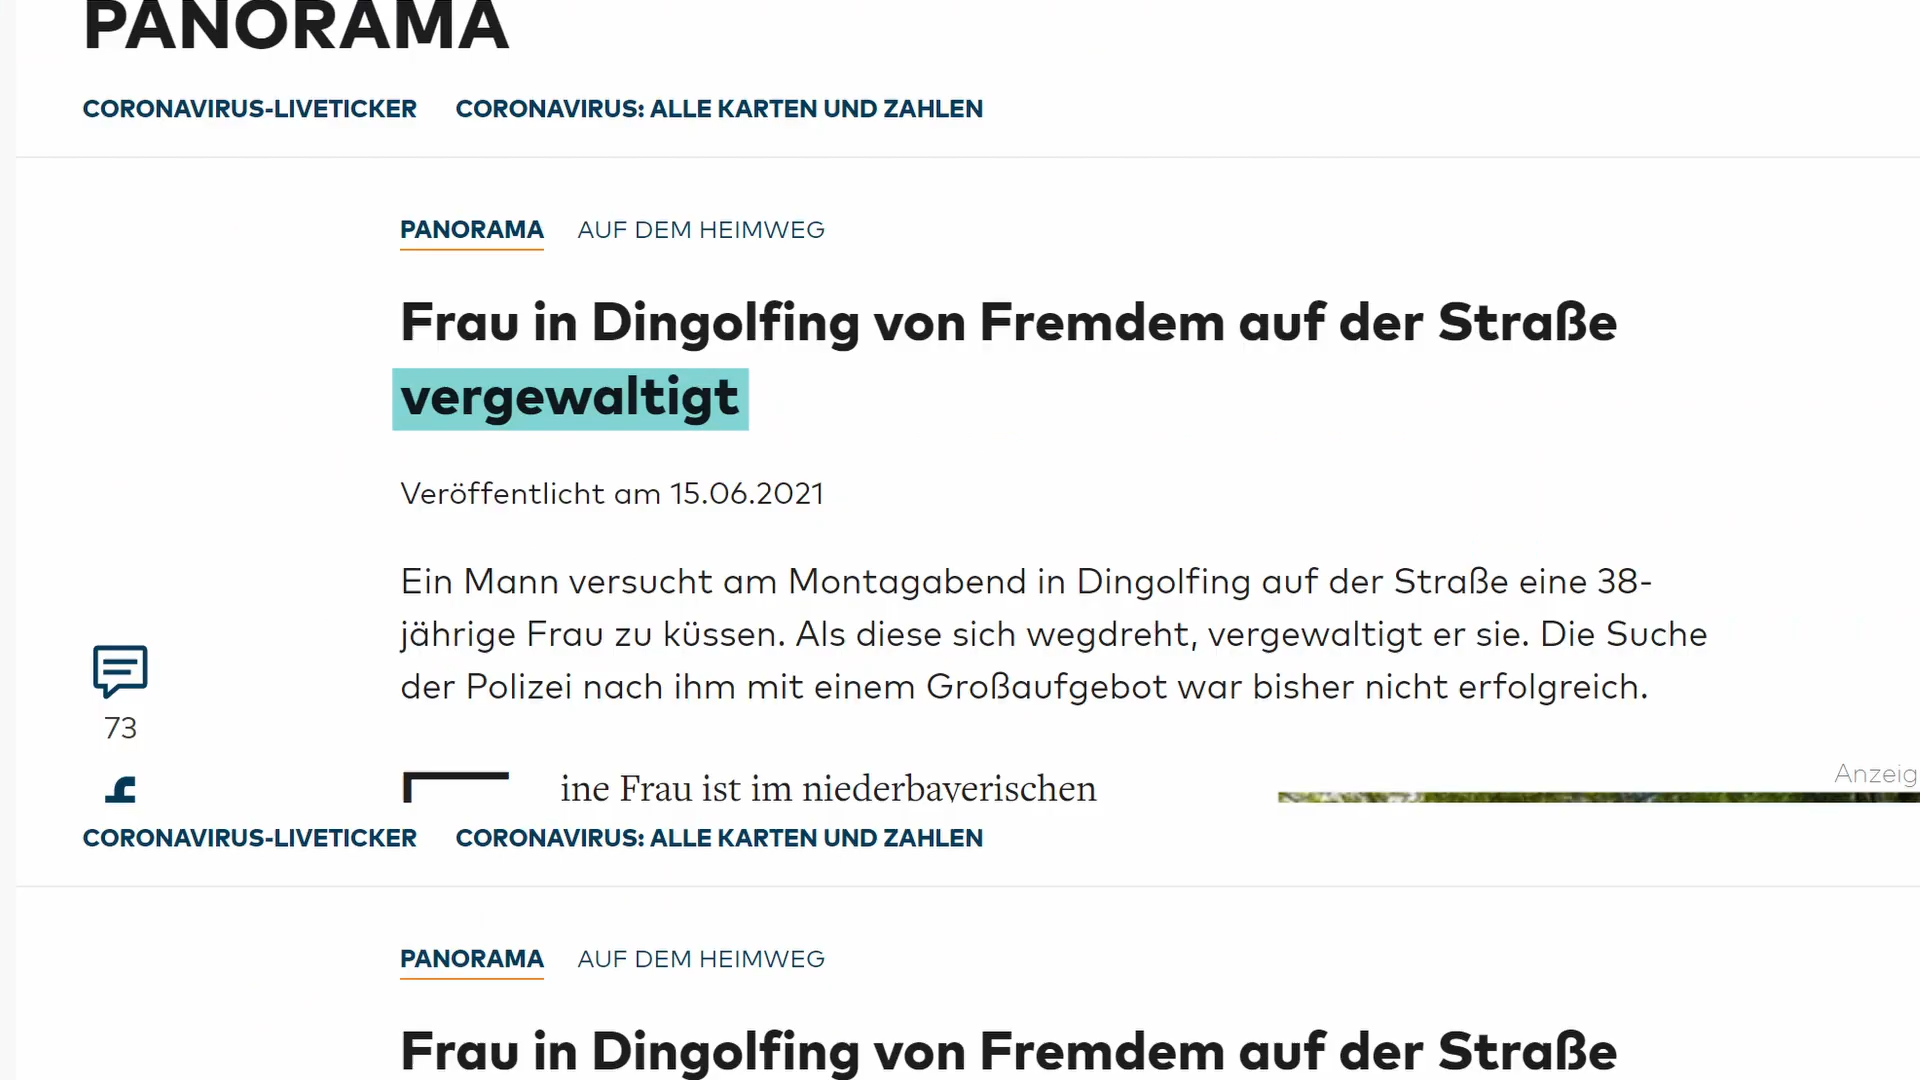 PANORAMA
CORONAVIRUS-LIVETICKER CORONAVIRUS: ALLE KARTEN UND ZAHLEN
PANORAMA AUF DEM HEIMWEG
Frau in Dingolfing von Fremdem auf der Straße
vergewaltigt
Veröffentlicht am 15.06.2021
Ein Mann versucht am Montagabend in Dingolfing auf der Straße eine 38-
jährige Frau zu küssen. Als diese sich wegdreht, vergewaltigt er sie. Die Suche
der Polizei nach ihm mit einem Großaufgebot war bisher nicht erfolgreich.
73
Anzeig
ine Frau ist im niederbayerischen
CORONAVIRUS-LIVETICKER CORONAVIRUS: ALLE KARTEN UND ZAHLEN
PANORAMA AUF DEM HEIMWEG
Frau in Dingolfing von Fremdem auf der Straße